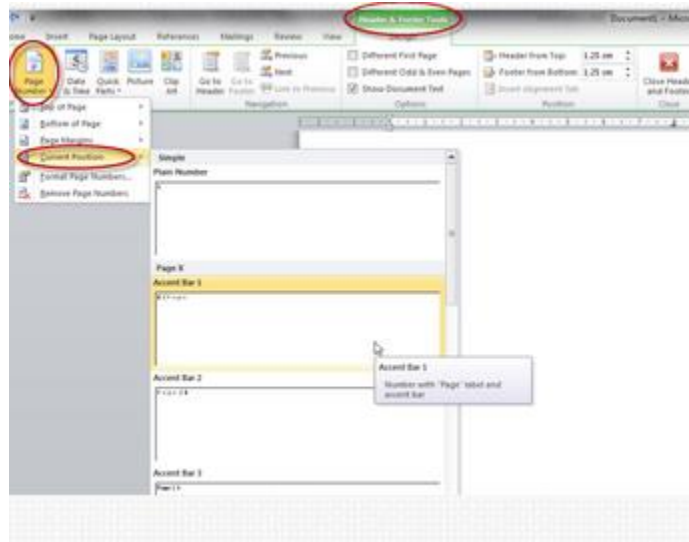 Header & Footer Tools
Document1 - Micro
ome Insert Page Layout References Mailings Review View
Page Number
Date & Time
Quick Parts
Picture
Clip Art
Go to Header
Go to Footer
Previous
Next
Link to Previous
Navigation
Different First Page
Different Odd & Even Pages
Show Document Text
Options
Header from Top: 1.25 cm
Footer from Bottom: 1.25 cm
Insert Alignment Tab
Position
Close Heade
and Footer
Close
Top of Page
Bottom of Page
Page Margins
Current Position
Format Page Numbers...
Remove Page Numbers
Simple
Plain Number
1
Page X
Accent Bar 1
Accent Bar 1
Number with 'Page' label and
accent bar
Accent Bar 2
Accent Bar 3